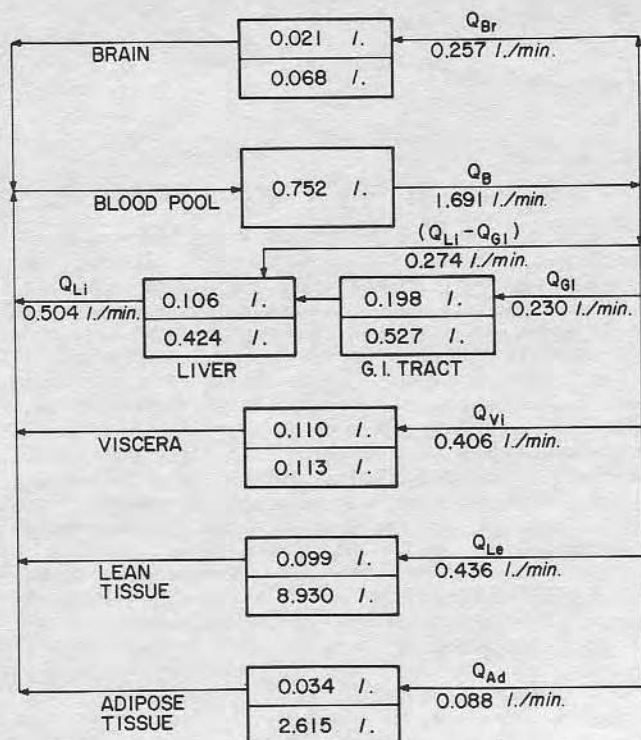 Q_Br
0.021 l.
0.257 l./min.
BRAIN
0.068 l.
Q_B
0.752 l.
BLOOD POOL
1.691 l./min.
(Q_Li - Q_GI)
0.274 l./min.
Q_Li
0.106 l.
0.198 l.
Q_GI
0.504 l./min.
0.230 l./min.
0.424 l.
0.527 l.
LIVER
G.I. TRACT
Q_Vi
0.110 l.
VISCERA
0.406 l./min.
0.113 l.
Q_Le
0.099 l.
LEAN
TISSUE
0.436 l./min.
8.930 l.
Q_Ad
0.034 l.
ADIPOSE
TISSUE
0.088 l./min.
2.615 l.